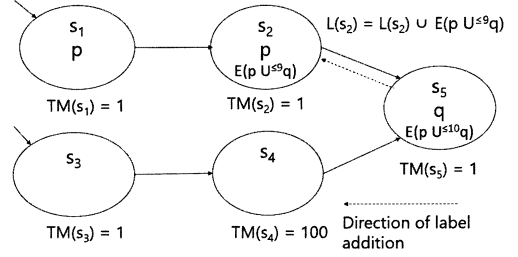 s₁
p
TM(s₁) = 1
s₂
p
E(p U≤⁹q)
TM(s₂) = 1
L(s₂) = L(s₂) ∪ E(p U≤⁹q)
s₅
q
E(p U≤¹⁰q)
TM(s₅) = 1
s₃
TM(s₃) = 1
s₄
TM(s₄) = 100
Direction of label
addition